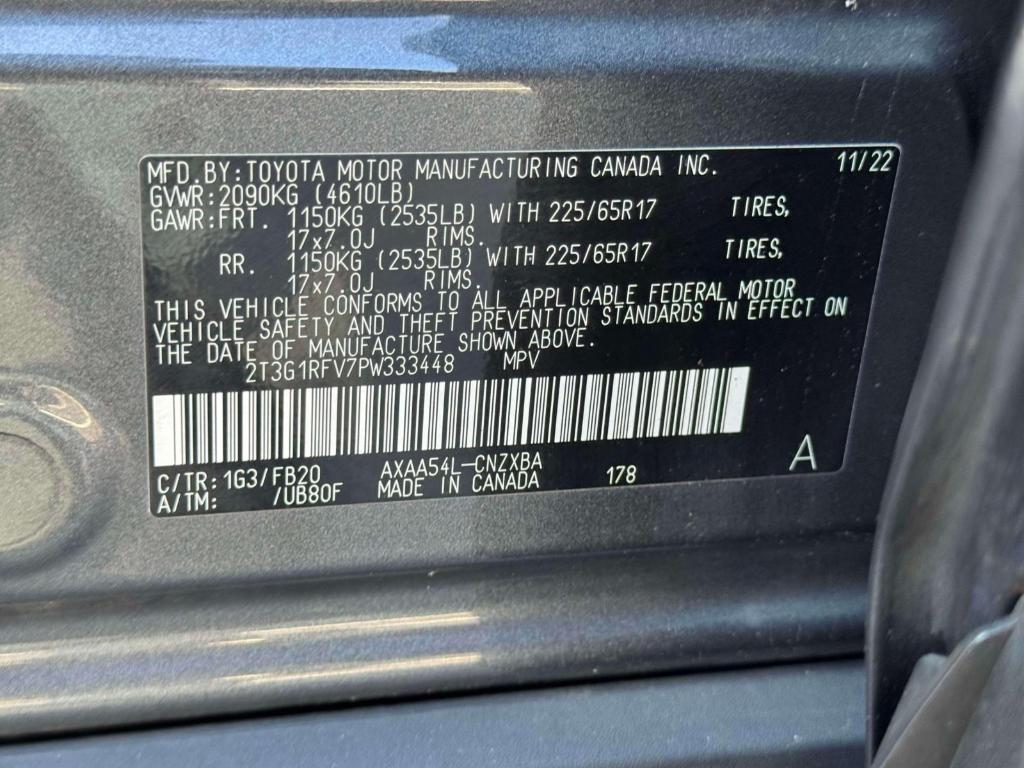 MFD. BY: TOYOTA MOTOR MANUFACTURING CANADA INC. 11/22
GVWR: 2090KG (4610LB)
GAWR: FRT. 1150KG (2535LB) WITH 225/65R17 TIRES,
17x7.0J RIMS.
RR. 1150KG (2535LB) WITH 225/65R17 TIRES,
17x7.0J RIMS.
THIS VEHICLE CONFORMS TO ALL APPLICABLE FEDERAL MOTOR
VEHICLE SAFETY AND THEFT PREVENTION STANDARDS IN EFFECT ON
THE DATE OF MANUFACTURE SHOWN ABOVE.
2T3G1RFV7PW333448 MPV
C/TR: 1G3/FB20 AXAA54L-CNZXBA 178 A
A/TM: /UB80F MADE IN CANADA